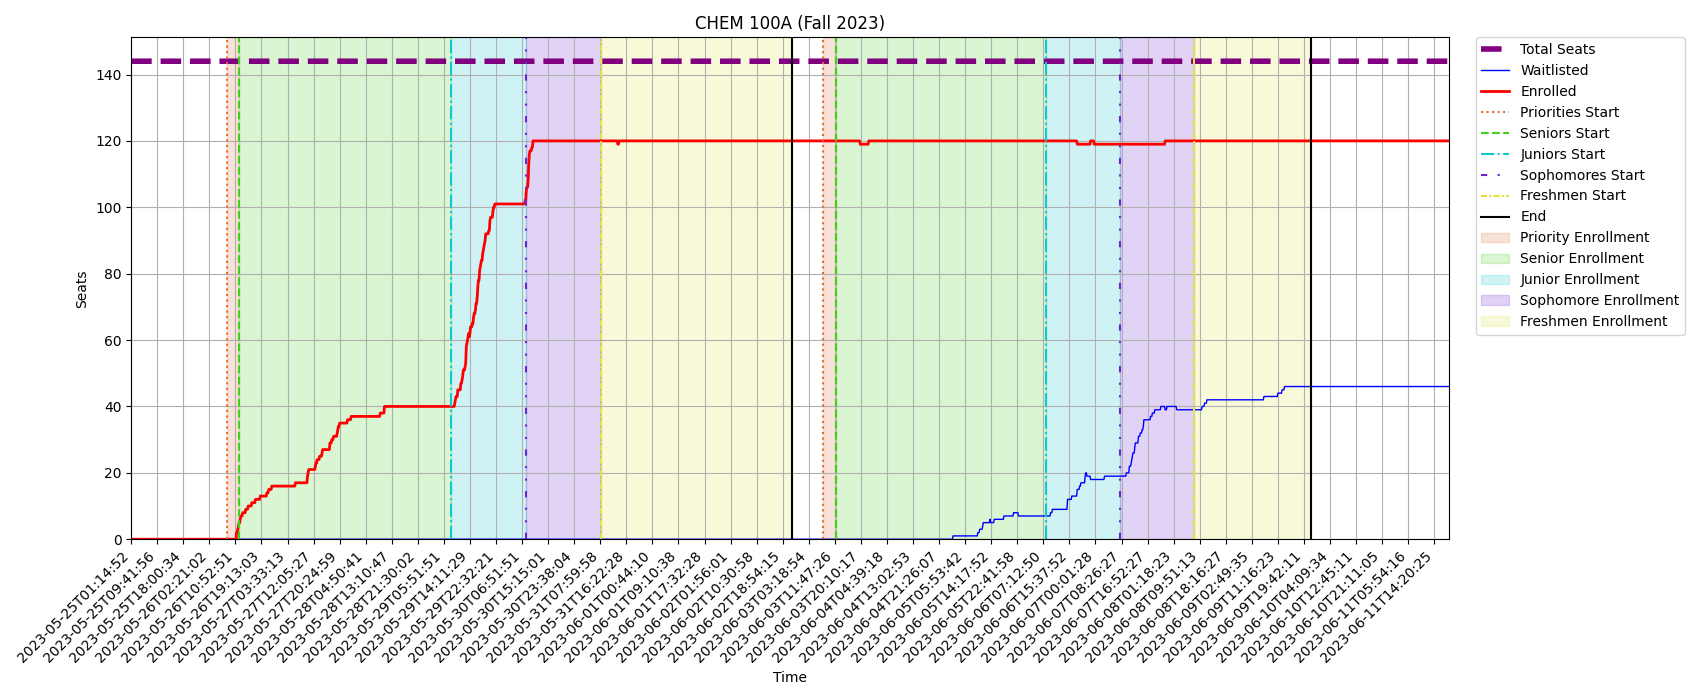 CHEM 100A (Fall 2023)
Seats
140
120
100
80
60
40
20
0
2023-05-25T01:14:52
2023-05-25T09:41:56
2023-05-25T18:00:34
2023-05-26T02:21:02
2023-05-26T10:52:51
2023-05-26T19:13:03
2023-05-27T03:33:13
2023-05-27T12:05:27
2023-05-27T20:24:59
2023-05-28T04:50:41
2023-05-28T13:10:47
2023-05-28T21:30:02
2023-05-29T05:51:51
2023-05-29T14:11:29
2023-05-29T22:32:21
2023-05-30T06:51:51
2023-05-30T15:15:01
2023-05-30T23:38:04
2023-05-31T07:59:58
2023-05-31T16:22:28
2023-06-01T00:44:10
2023-06-01T09:10:38
2023-06-01T17:32:28
2023-06-02T01:56:01
2023-06-02T10:30:58
2023-06-02T18:54:15
2023-06-03T03:18:54
2023-06-03T11:47:26
2023-06-03T20:10:17
2023-06-04T04:39:18
2023-06-04T13:02:53
2023-06-04T21:26:07
2023-06-05T05:53:42
2023-06-05T14:17:52
2023-06-05T22:41:58
2023-06-06T07:12:50
2023-06-06T15:37:52
2023-06-07T00:01:28
2023-06-07T08:26:27
2023-06-07T16:52:27
2023-06-08T01:18:23
2023-06-08T09:51:13
2023-06-08T18:16:27
2023-06-09T02:49:35
2023-06-09T11:16:23
2023-06-09T19:42:11
2023-06-10T04:09:34
2023-06-10T12:45:11
2023-06-10T21:11:05
2023-06-11T05:54:16
2023-06-11T14:20:25
Time
Total Seats
Waitlisted
Enrolled
Priorities Start
Seniors Start
Juniors Start
Sophomores Start
Freshmen Start
End
Priority Enrollment
Senior Enrollment
Junior Enrollment
Sophomore Enrollment
Freshmen Enrollment